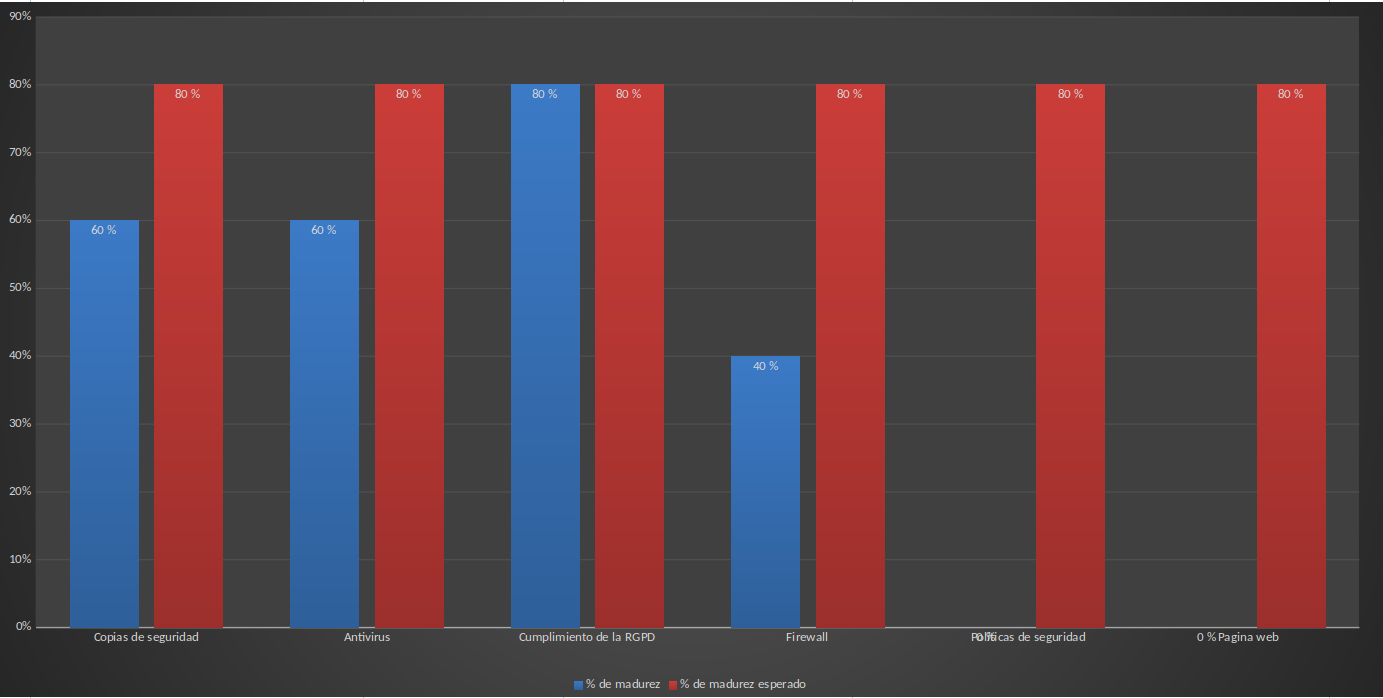 90%
80%
70%
60%
50%
40%
30%
20%
10%
0%
60 %
80 %
60 %
80 %
80 %
80 %
40 %
80 %
0 %
80 %
0 %
80 %
Copias de seguridad
Antivirus
Cumplimiento de la RGPD
Firewall
Políticas de seguridad
Pagina web
% de madurez
% de madurez esperado